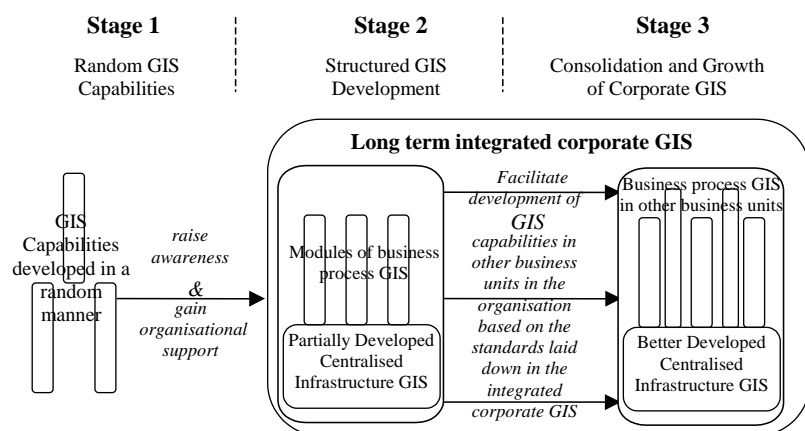 Stage 1
Random GIS
Capabilities
Stage 2
Structured GIS
Development
Stage 3
Consolidation and Growth
of Corporate GIS
Long term integrated corporate GIS
GIS
Capabilities
developed in a
random
manner
raise
awareness
&
gain
organisational
support
Modules of business
process GIS
Partially Developed
Centralised
Infrastructure GIS
Facilitate
development of
GIS
capabilities in
other business
units in the
organisation
based on the
standards laid
down in the
integrated
corporate GIS
Business process GIS
in other business units
Better Developed
Centralised
Infrastructure GIS